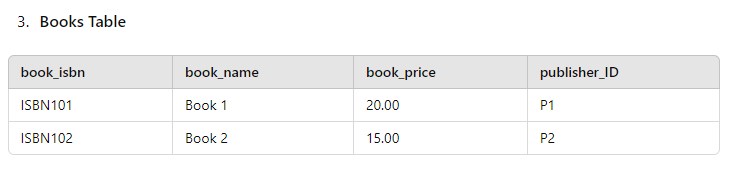 3. Books Table
book_isbn book_name book_price publisher_ID
ISBN101 Book 1 20.00 P1
ISBN102 Book 2 15.00 P2